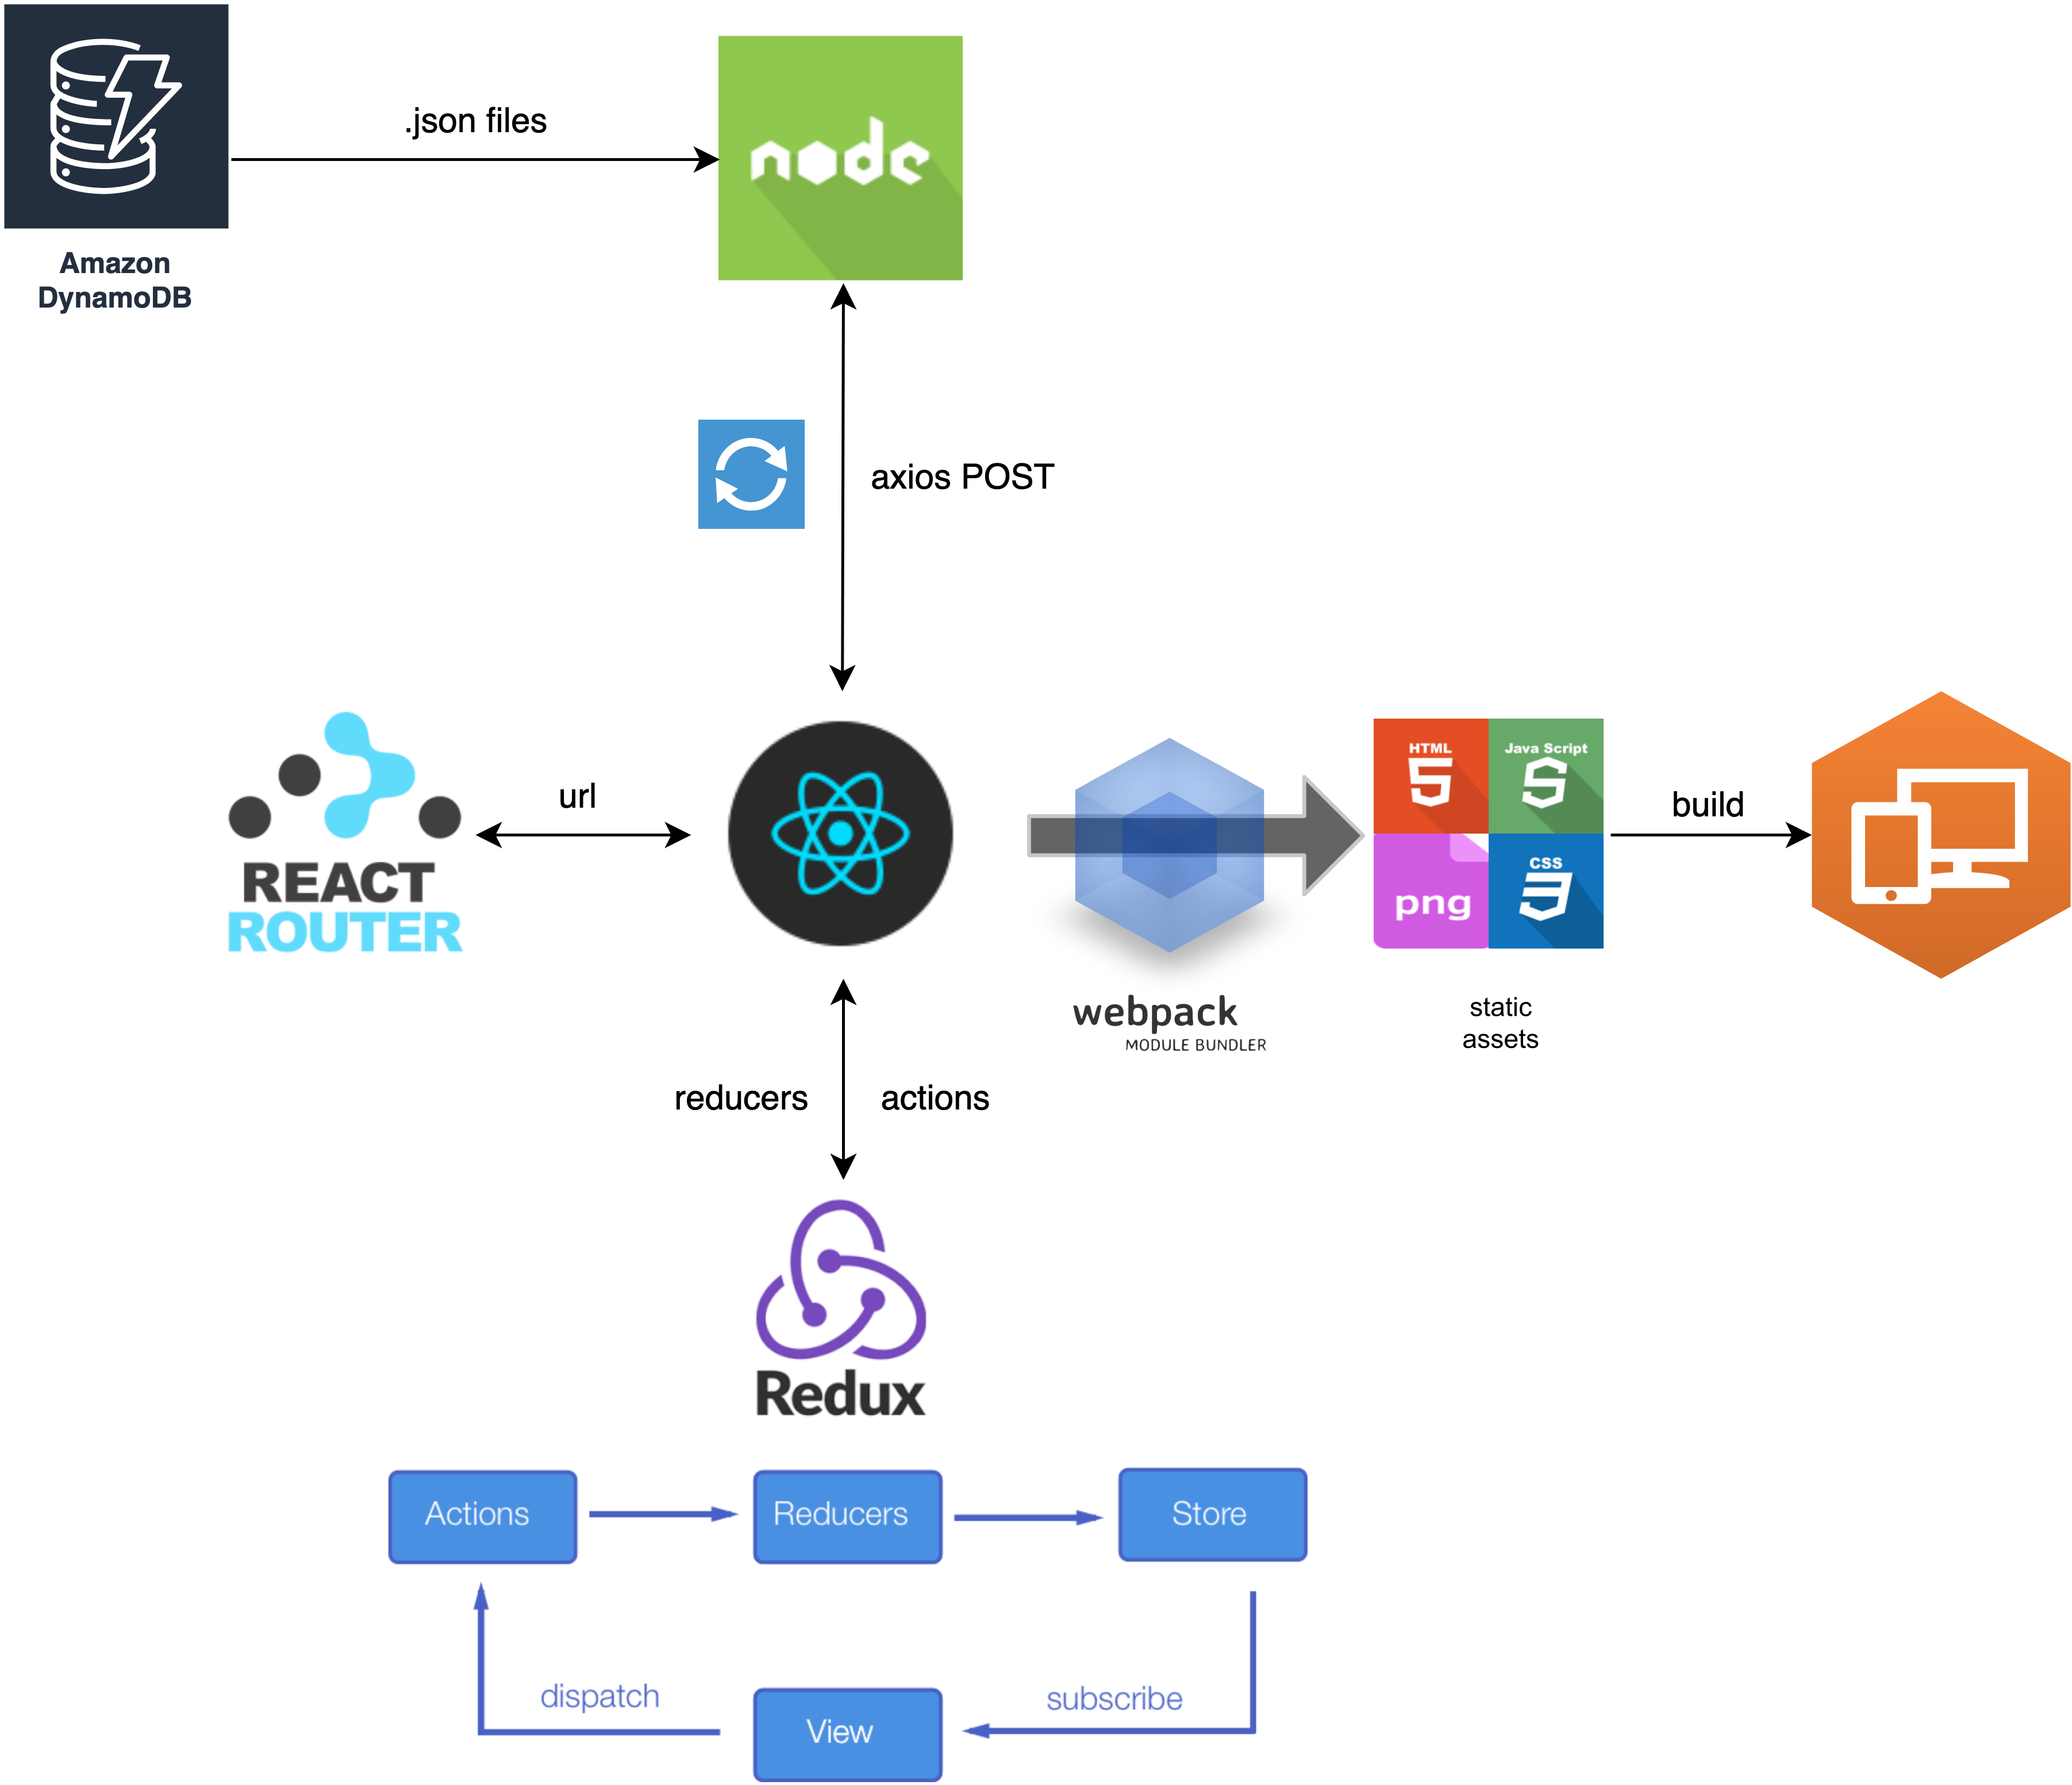 .json files
node
Amazon
DynamoDB
axios POST
url
REACT
ROUTER
HTML
5
Java Script
5
build
png
CSS
3
webpack
MODULE BUNDLER
static
assets
reducers
actions
Redux
Actions
Reducers
Store
dispatch
subscribe
View